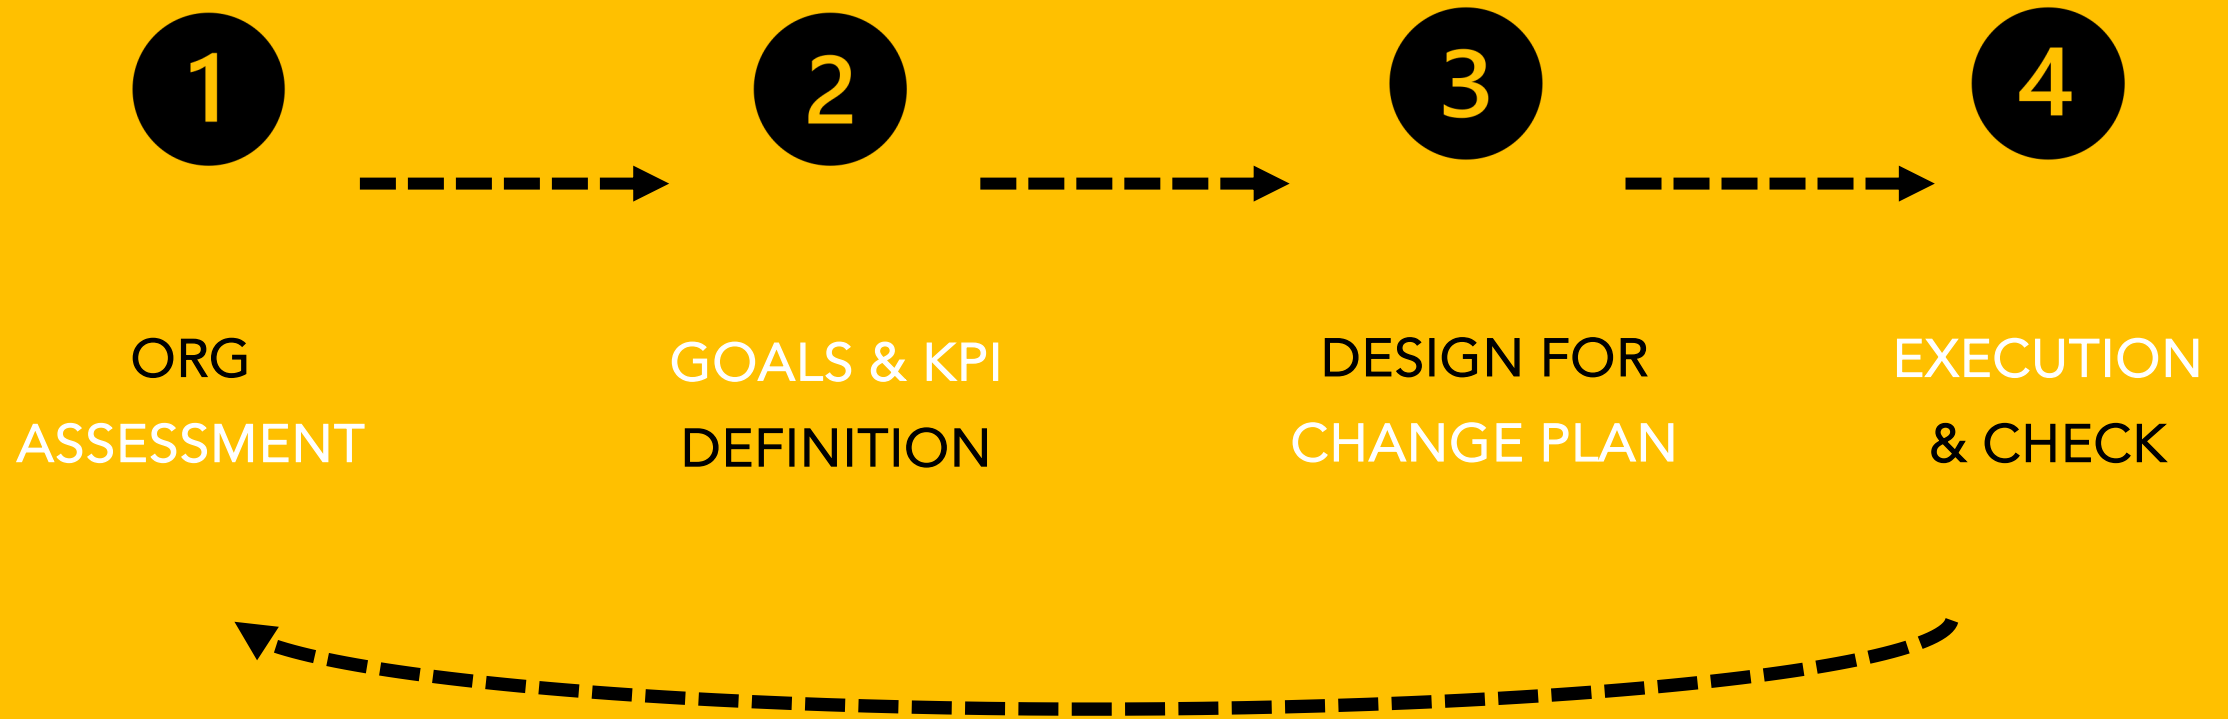 1
2
3
4
ORG
ASSESSMENT
GOALS & KPI
DEFINITION
DESIGN FOR
CHANGE PLAN
EXECUTION
& CHECK